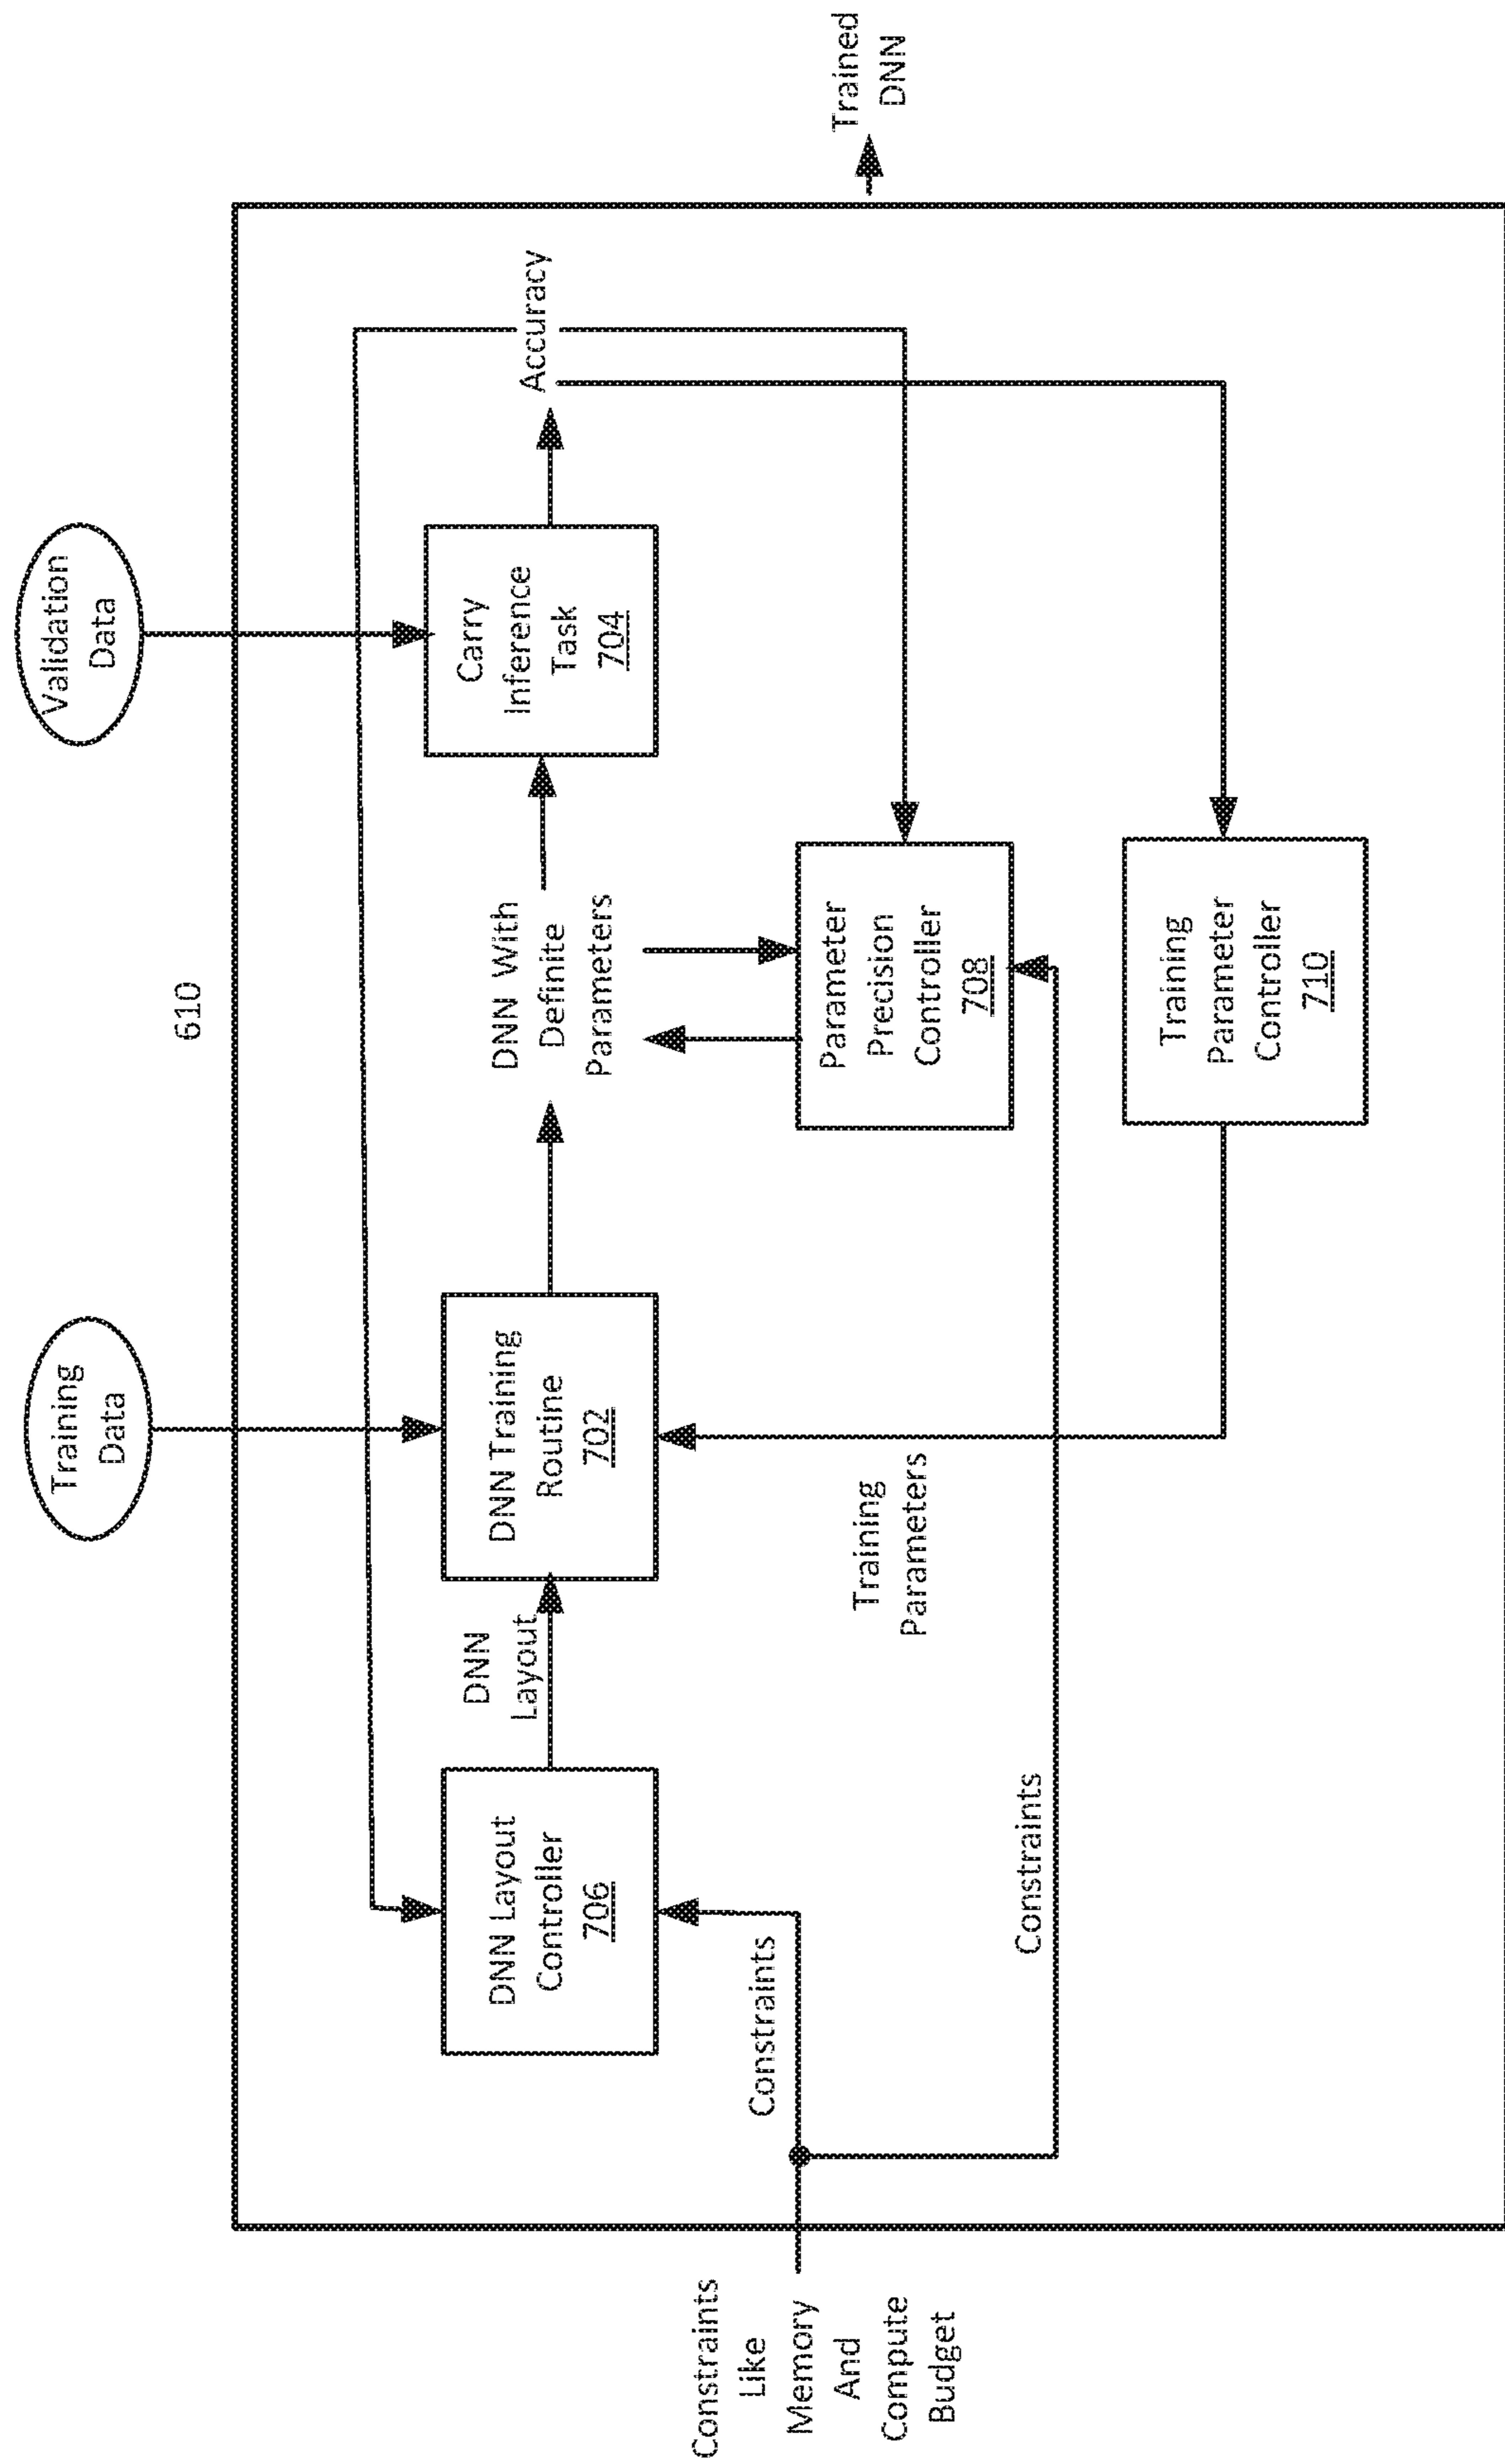 610
Training
Data
Validation
Data
Constraints
Like
Memory
And
Compute
Budget
DNN Layout
Controller
706
DNN
Layout
DNN Training
Routine
702
DNN With
Definite
Parameters
Carry
Inference
Task
704
Accuracy
Trained
DNN
Constraints
Training
Parameters
Parameter
Precision
Controller
708
Constraints
Training
Parameter
Controller
710